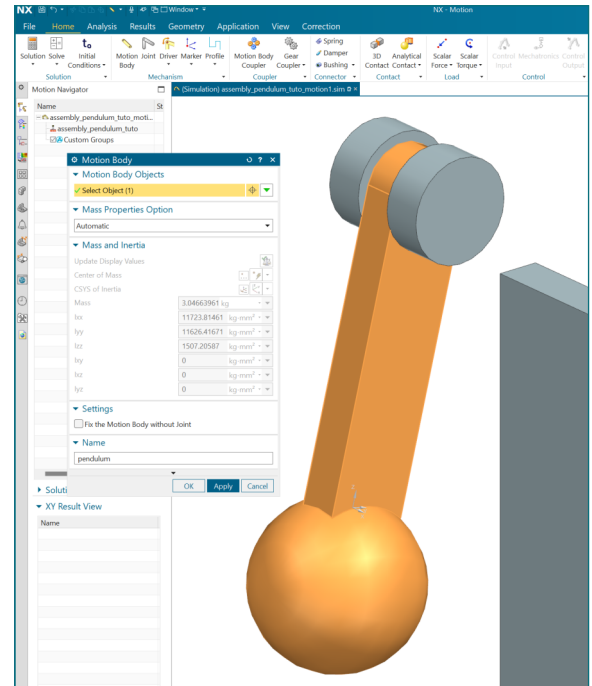 NX Window NX - Motion
File Home Analysis Results Geometry Application View Correction
Solution Solve Initial Conditions Motion Body Joint Driver Marker Profile Motion Body Coupler Gear Coupler Spring Damper Bushing 3D Contact Analytical Contact Scalar Force Scalar Torque Control Input Mechatronics Control Output
Solution Mechanism Coupler Connector Contact Load Control
Motion Navigator (Simulation) assembly_pendulum_tuto_motion1.sim
Name St
assembly_pendulum_tuto_moti...
assembly_pendulum_tuto
Custom Groups
Motion Body ? ×
Motion Body Objects
Select Object (1)
Mass Properties Option
Automatic
Mass and Inertia
Update Display Values
Center of Mass
CSYS of Inertia
Mass 3.04663961 kg
Ixx 11723.81461 kg·mm²
Iyy 11626.41671 kg·mm²
Izz 1507.20587 kg·mm²
Ixy 0 kg·mm²
Ixz 0 kg·mm²
Iyz 0 kg·mm²
Settings
Fix the Motion Body without Joint
Name
pendulum
OK Apply Cancel
Soluti
XY Result View
Name